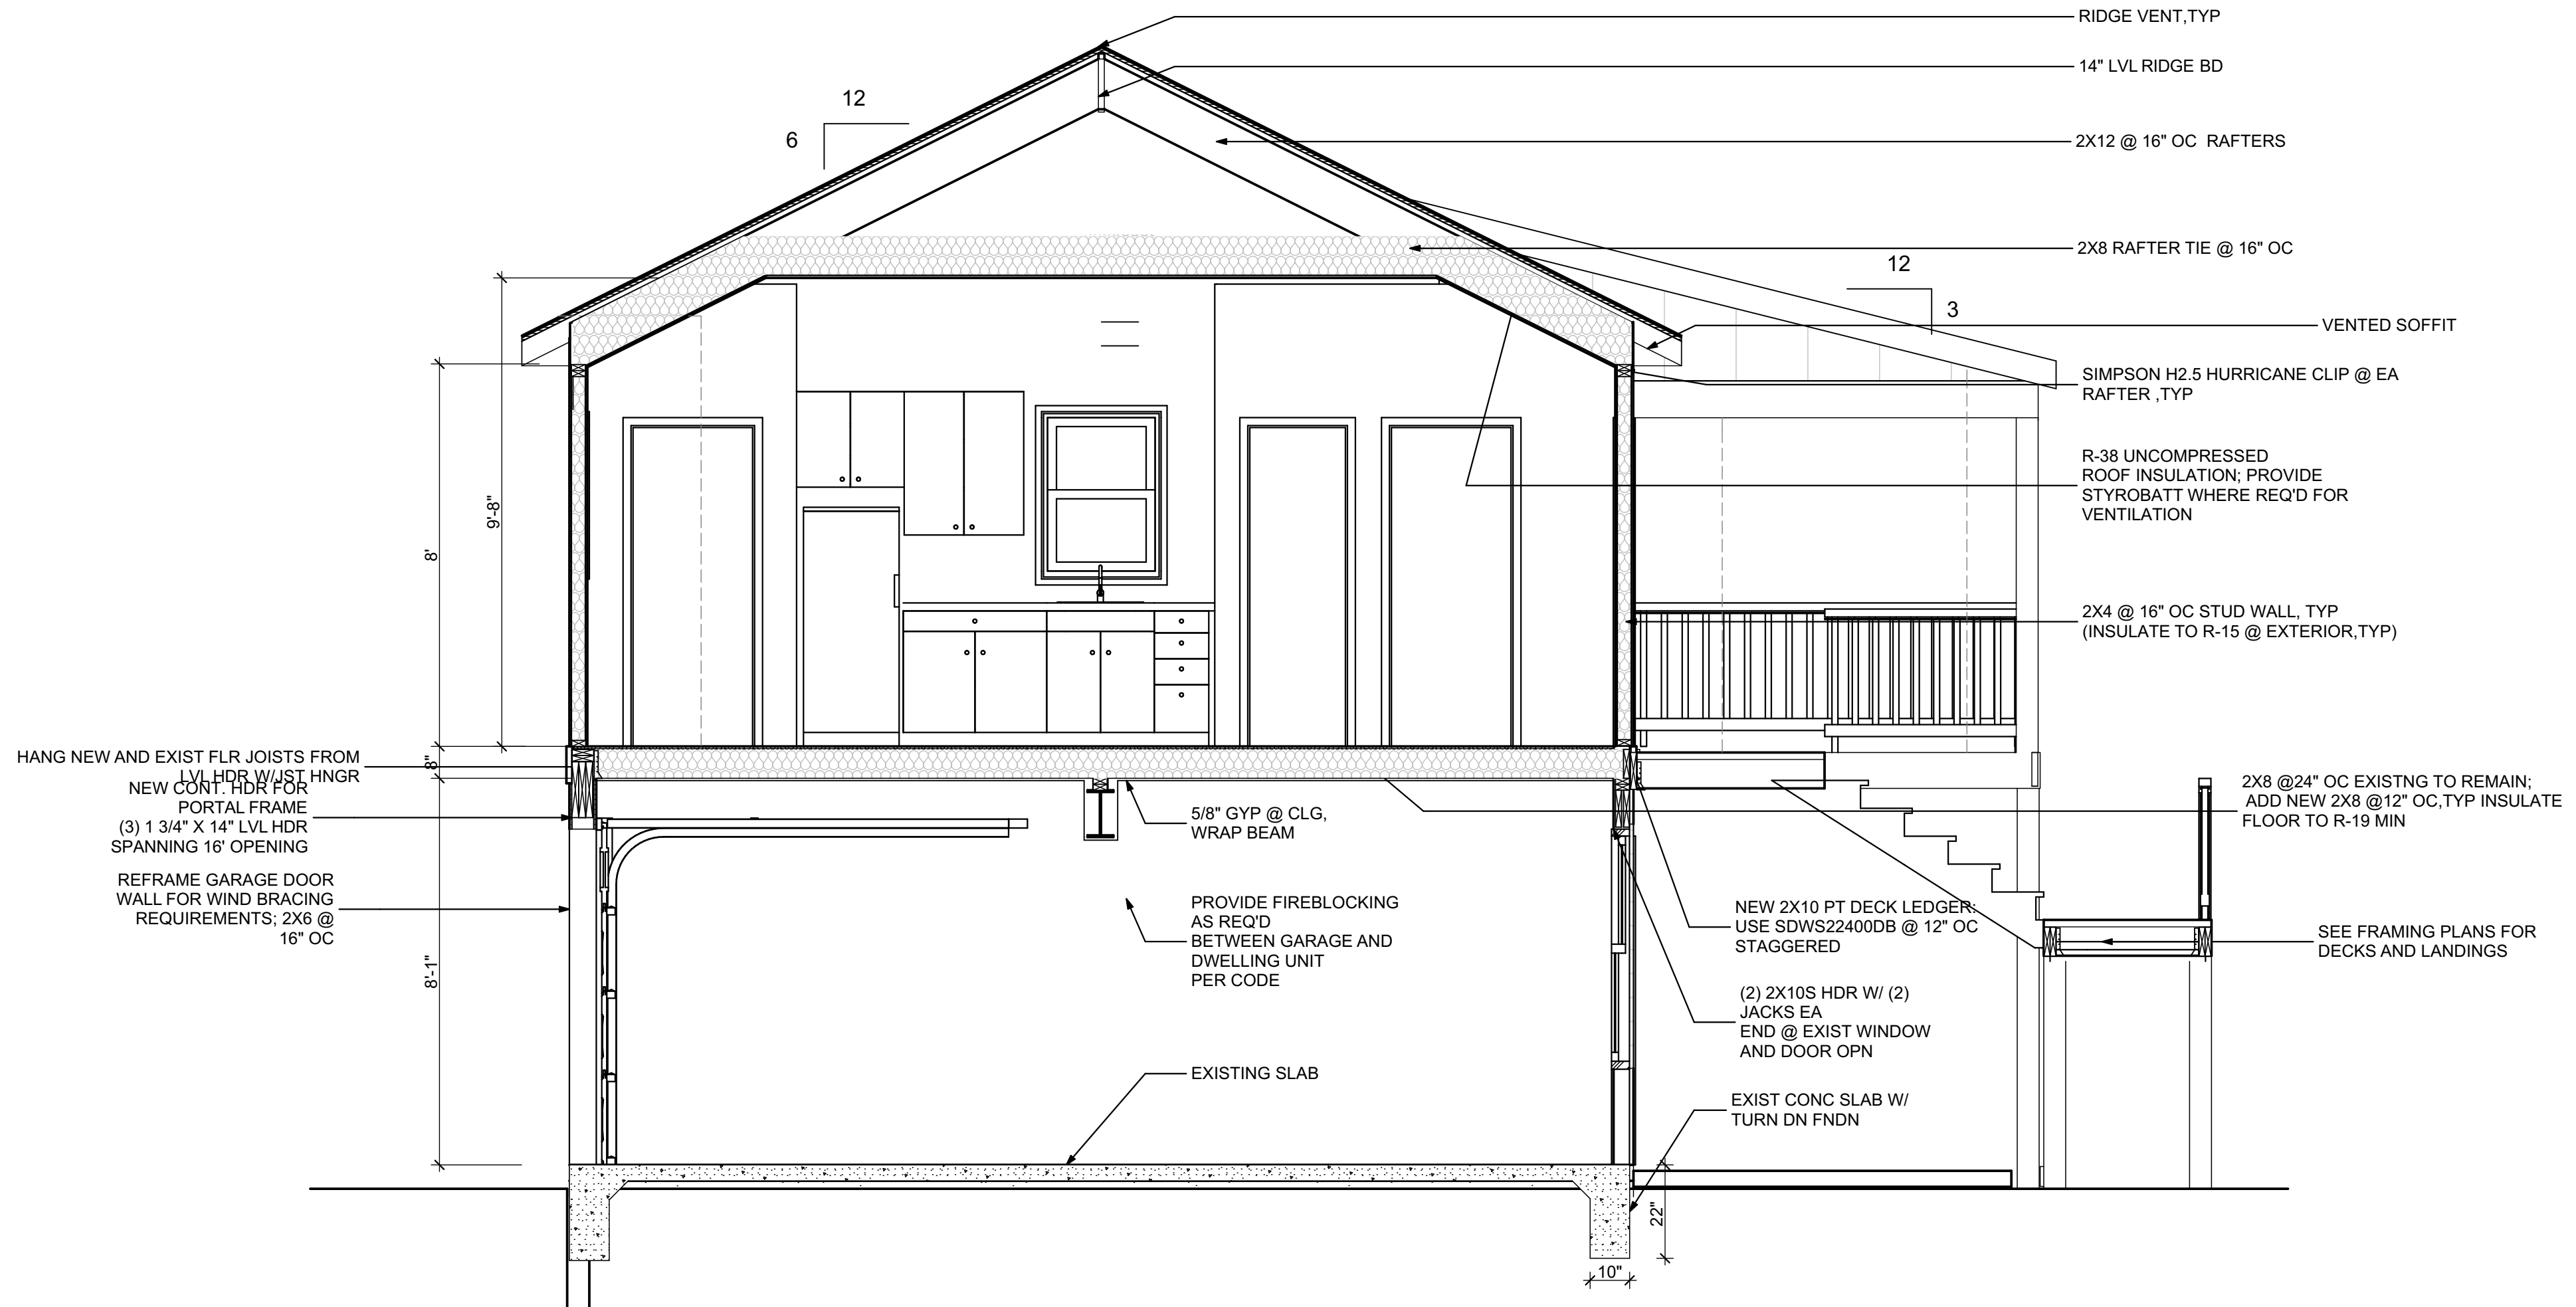 RIDGE VENT,TYP
14" LVL RIDGE BD
12
6
2X12 @ 16" OC RAFTERS
2X8 RAFTER TIE @ 16" OC
12
3
VENTED SOFFIT
SIMPSON H2.5 HURRICANE CLIP @ EA
RAFTER ,TYP
R-38 UNCOMPRESSED
ROOF INSULATION; PROVIDE
STYROBATT WHERE REQ'D FOR
VENTILATION
9'-8"
8'
2X4 @ 16" OC STUD WALL, TYP
(INSULATE TO R-15 @ EXTERIOR,TYP)
HANG NEW AND EXIST FLR JOISTS FROM
LVL HDR W/JST HNGR
8"
NEW CONT. HDR FOR
PORTAL FRAME
(3) 1 3/4" X 14" LVL HDR
SPANNING 16' OPENING
2X8 @24" OC EXISTNG TO REMAIN;
ADD NEW 2X8 @12" OC,TYP INSULATE
FLOOR TO R-19 MIN
5/8" GYP @ CLG,
WRAP BEAM
REFRAME GARAGE DOOR
WALL FOR WIND BRACING
REQUIREMENTS; 2X6 @
16" OC
PROVIDE FIREBLOCKING
AS REQ'D
BETWEEN GARAGE AND
DWELLING UNIT
PER CODE
NEW 2X10 PT DECK LEDGER:
USE SDWS22400DB @ 12" OC
STAGGERED
SEE FRAMING PLANS FOR
DECKS AND LANDINGS
8'-1"
(2) 2X10S HDR W/ (2)
JACKS EA
END @ EXIST WINDOW
AND DOOR OPN
EXISTING SLAB
EXIST CONC SLAB W/
TURN DN FNDN
22"
10"